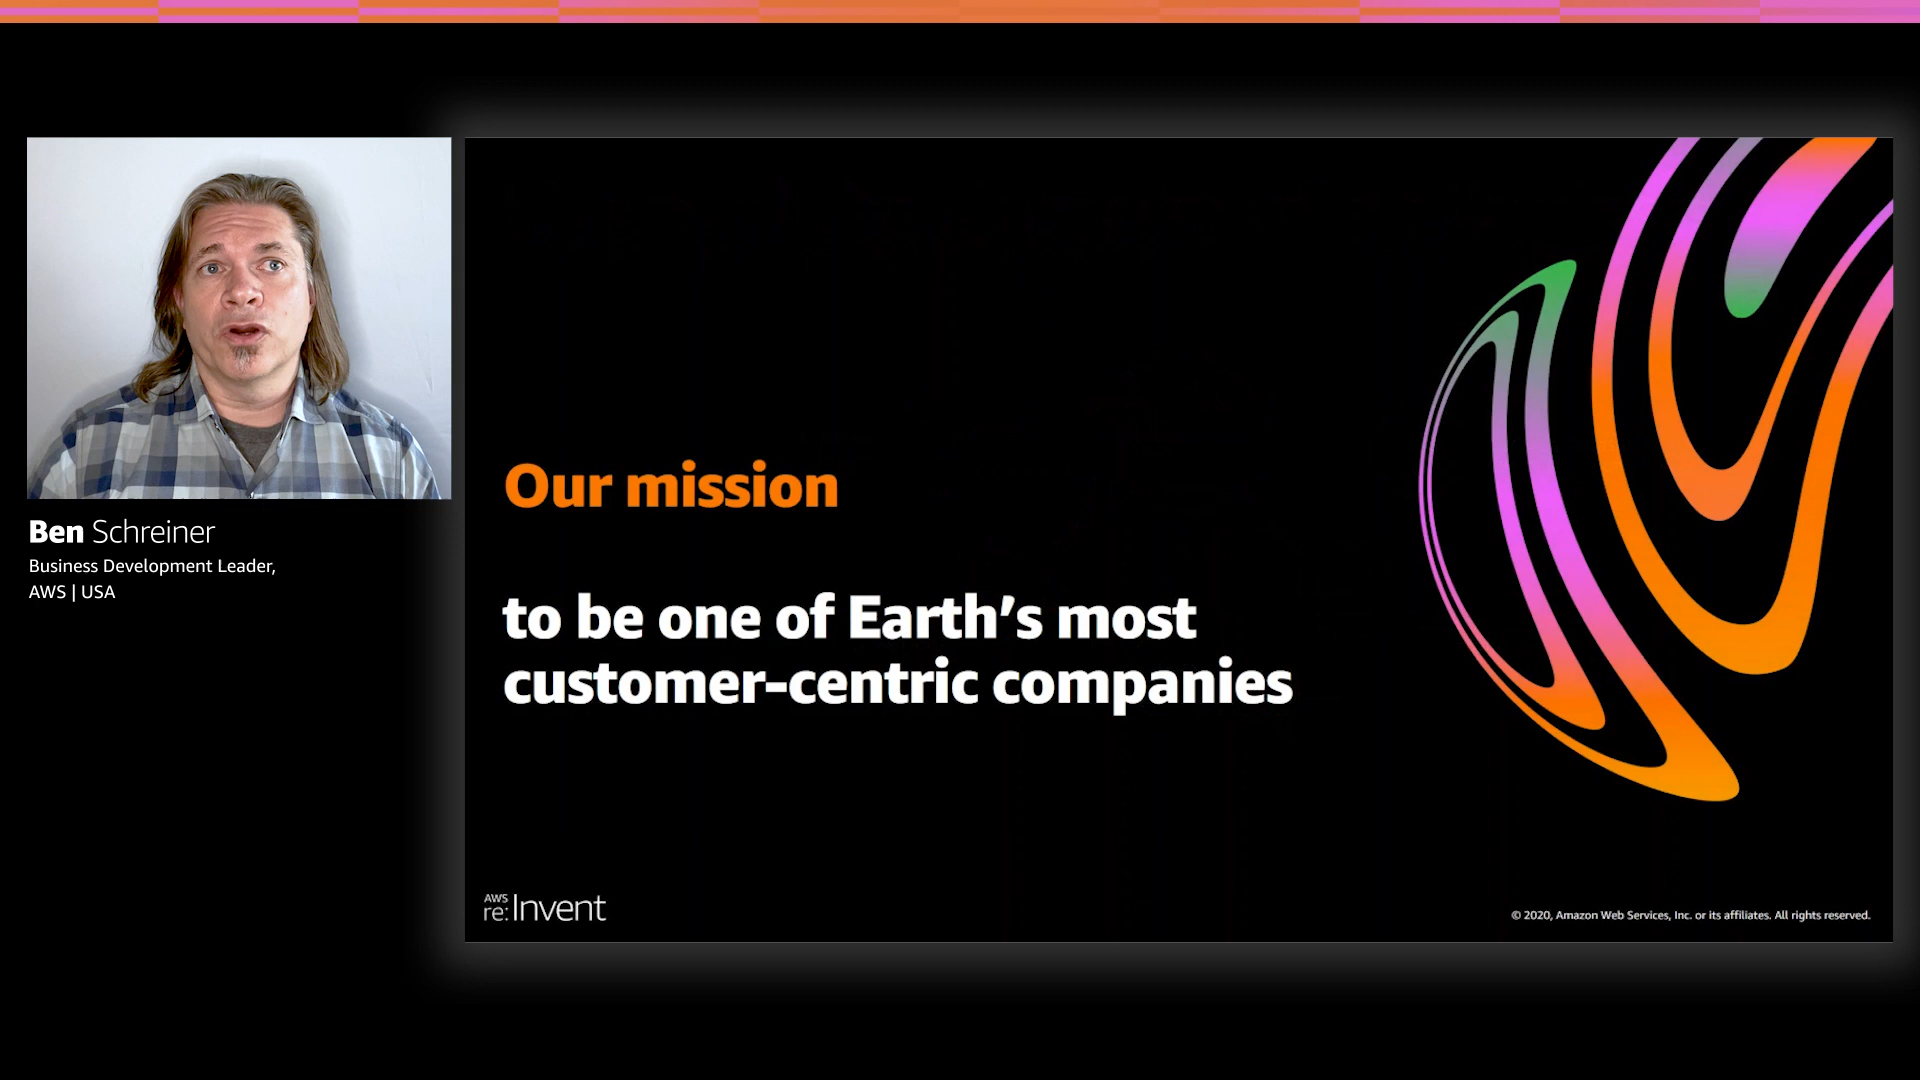 Ben Schreiner
Business Development Leader,
AWS | USA
Our mission
to be one of Earth’s most
customer-centric companies
AWS
re:Invent
© 2020, Amazon Web Services, Inc. or its affiliates. All rights reserved.